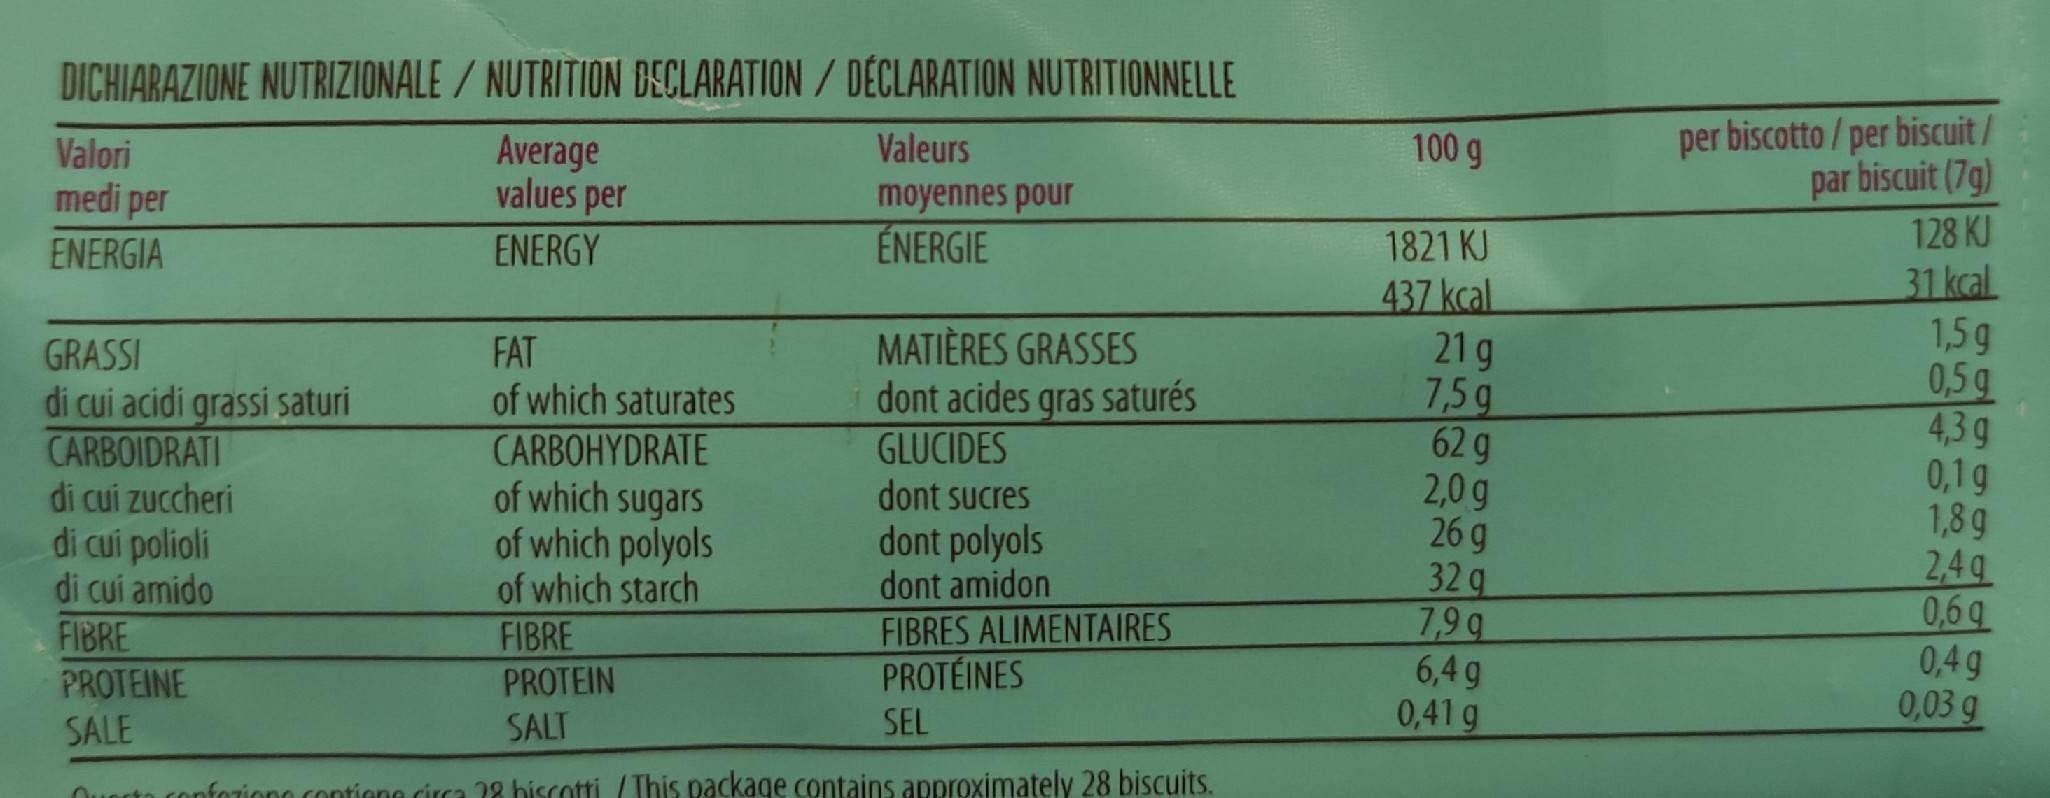 DICHIARAZIONE NUTRIZIONALE / NUTRITION DECLARATION / DÉCLARATION NUTRITIONNELLE
Valori Average Valeurs 100 g per biscotto / per biscuit /
medi per values per moyennes pour par biscuit (7g)
ENERGIA ENERGY ÉNERGIE 1821 KJ 128 KJ
437 kcal 31 kcal
GRASSI FAT MATIÈRES GRASSES 21 g 1,5 g
di cui acidi grassi saturi of which saturates dont acides gras saturés 7,5 g 0,5 g
CARBOIDRATI CARBOHYDRATE GLUCIDES 62 g 4,3 g
di cui zuccheri of which sugars dont sucres 2,0 g 0,1 g
di cui polioli of which polyols dont polyols 26 g 1,8 g
di cui amido of which starch dont amidon 32 g 2,4 g
FIBRE FIBRE FIBRES ALIMENTAIRES 7,9 g 0,6 g
PROTEINE PROTEIN PROTÉINES 6,4 g 0,4 g
SALE SALT SEL 0,41 g 0,03 g
Questa confezione contiene circa 28 biscotti / This package contains approximately 28 biscuits.